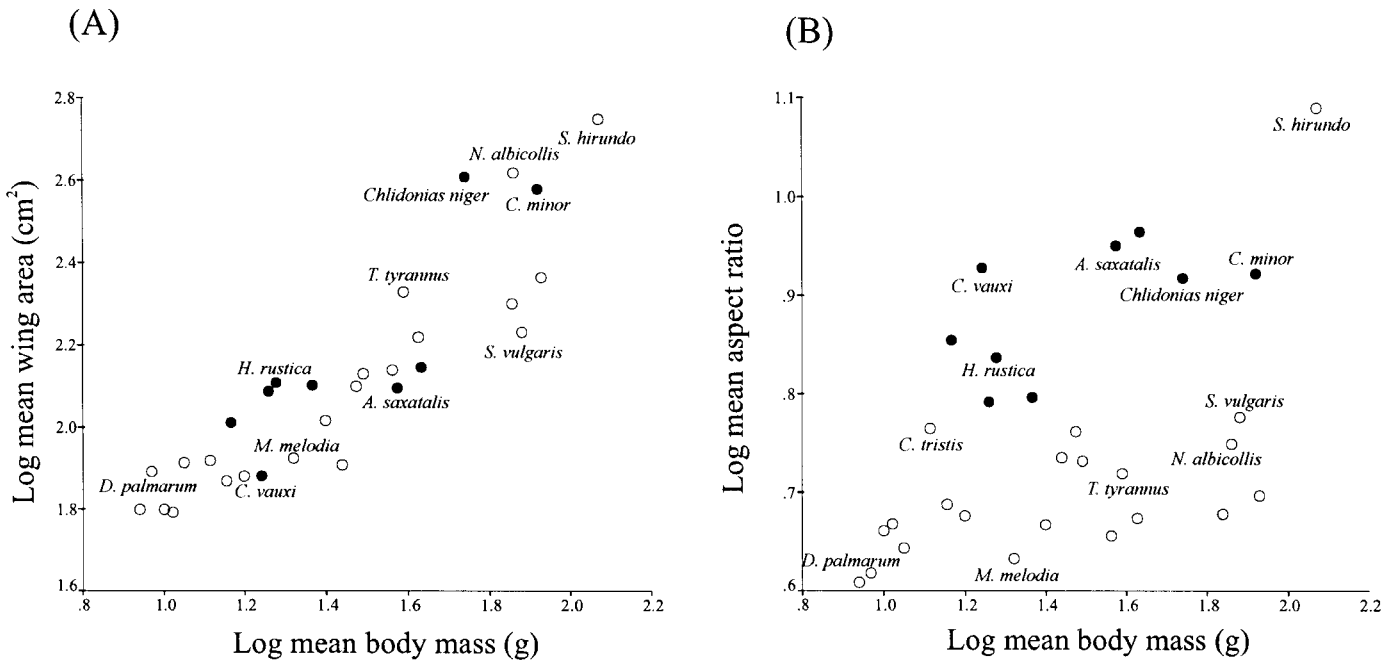 (A)
2.8
2.6
2.4
2.2
2.0
1.8
1.6
.8
1.0
1.2
1.4
1.6
1.8
2.0
2.2
Log mean wing area (cm²)
Log mean body mass (g)
S. hirundo
N. albicollis
Chlidonias niger
C. minor
T. tyrannus
S. vulgaris
H. rustica
A. saxatalis
M. melodia
D. palmarum
C. vauxi
(B)
1.1
1.0
.9
.8
.7
.6
.8
1.0
1.2
1.4
1.6
1.8
2.0
2.2
Log mean aspect ratio
Log mean body mass (g)
S. hirundo
A. saxatalis
C. minor
C. vauxi
Chlidonias niger
H. rustica
S. vulgaris
C. tristis
N. albicollis
T. tyrannus
D. palmarum
M. melodia